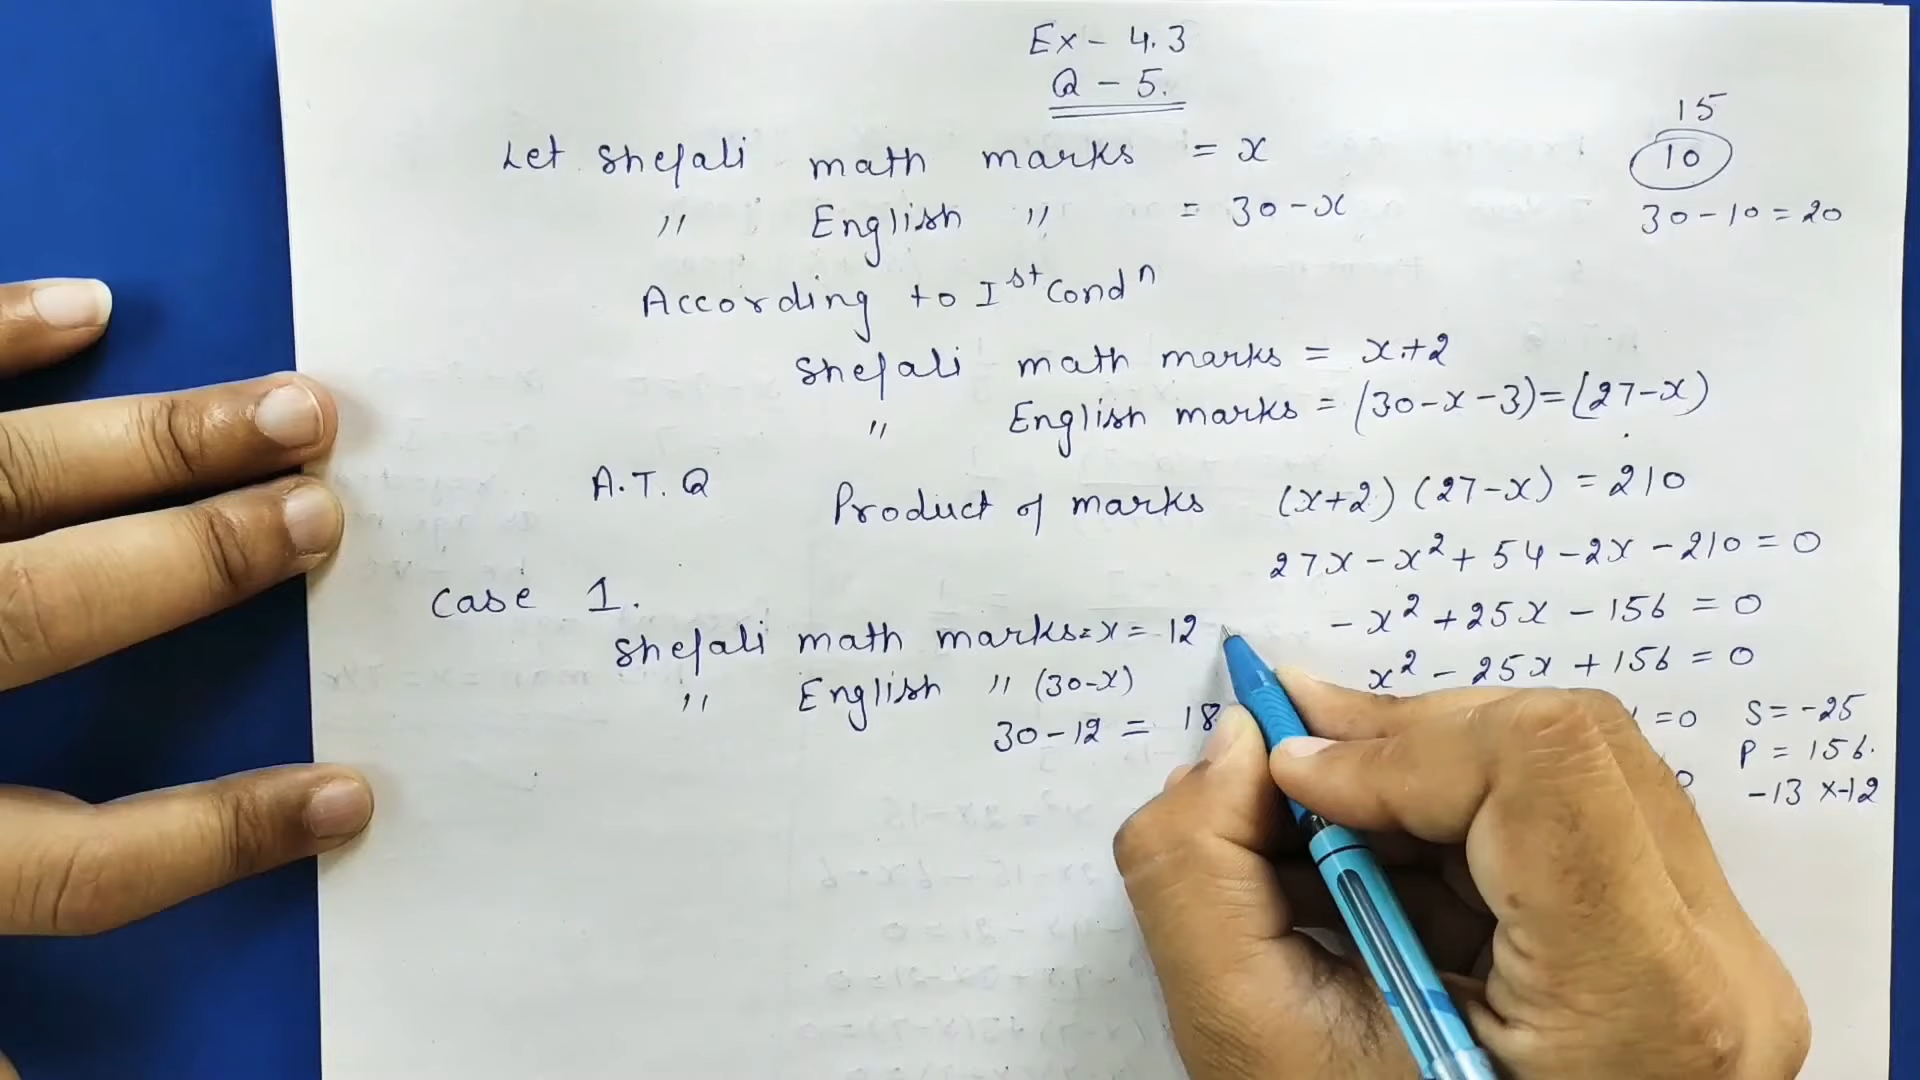 Ex - 4.3
Q - 5.
15
10
30-10=20
Let Shefali math marks = x
" English " = 30-x
According to Ist Condn
Shefali math marks = x+2
" English marks = (30-x-3)=(27-x)
A.T.Q Product of marks (x+2) (27-x) = 210
27x - x² + 54 - 2x - 210 = 0
- x² + 25x - 156 = 0
x² - 25x + 156 = 0
= 0
S = -25
P = 156.
-13 x-12
Case 1.
Shefali math marks = x = 12
" English " (30-x)
30-12 = 18